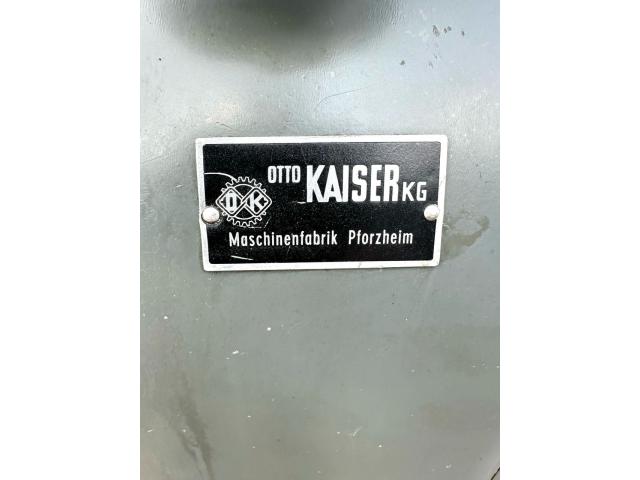 OTTO KAISER KG
OK
Maschinenfabrik Pforzheim